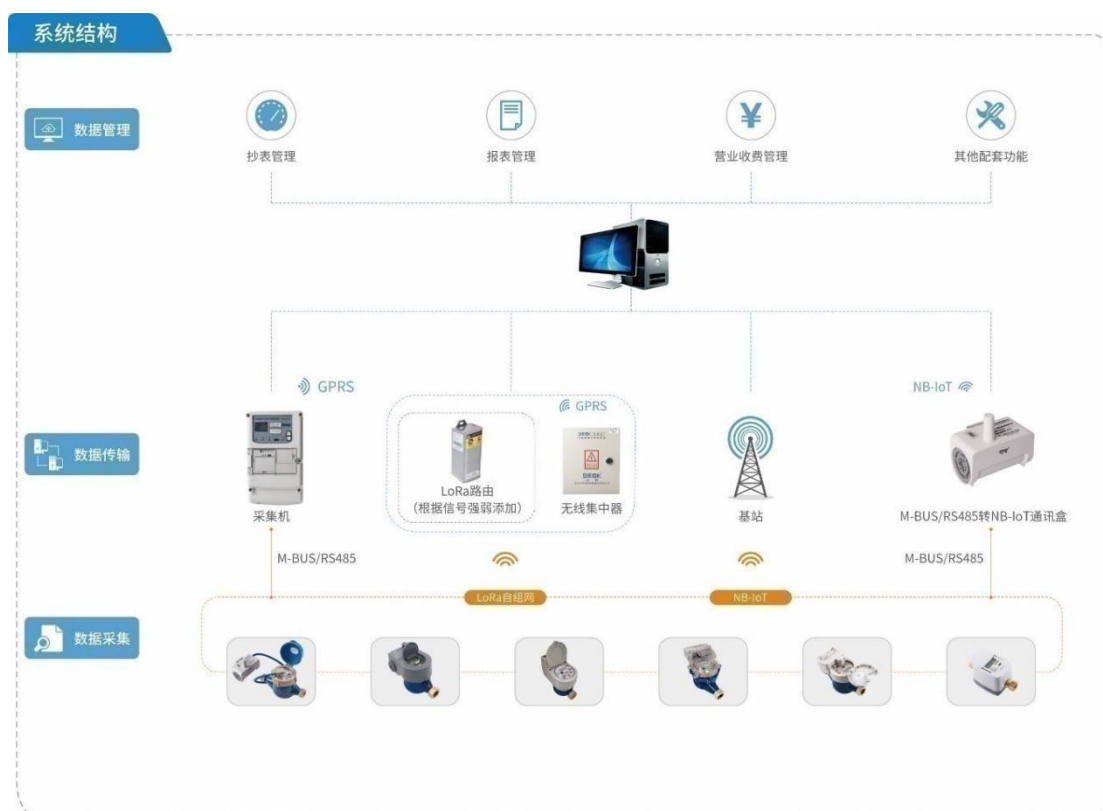 系统结构
数据管理
抄表管理
报表管理
营业收费管理
其他配套功能
GPRS
GPRS
NB-IoT
数据传输
LoRa路由
(根据信号强弱添加)
采集机
无线集中器
基站
M-BUS/RS485转NB-IoT通讯盒
M-BUS/RS485
M-BUS/RS485
LoRa自组网
NB-IoT
数据采集